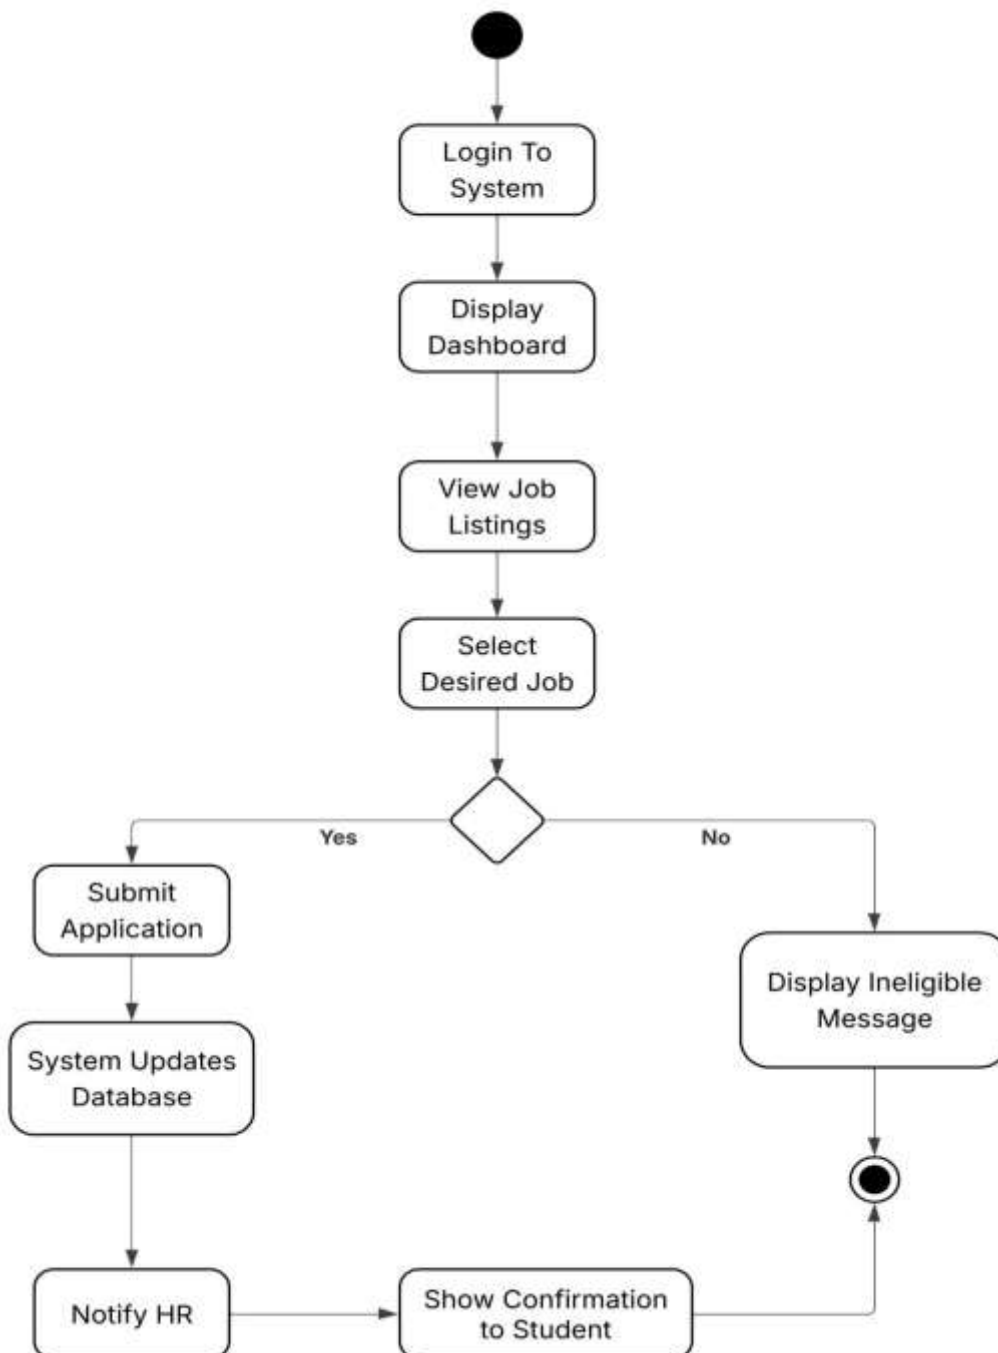 Login To
System
Display
Dashboard
View Job
Listings
Select
Desired Job
Yes
No
Submit
Application
Display Ineligible
Message
System Updates
Database
Notify HR
Show Confirmation
to Student